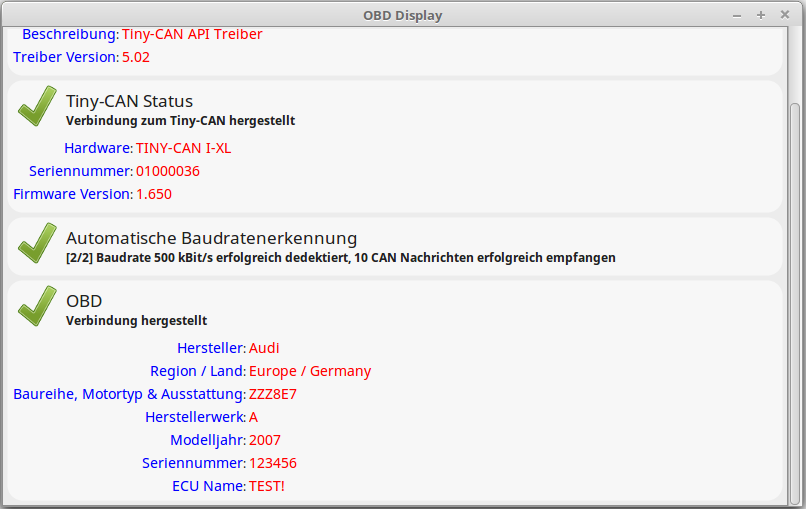 OBD Display
Beschreibung: Tiny-CAN API Treiber
Treiber Version: 5.02
Tiny-CAN Status
Verbindung zum Tiny-CAN hergestellt
Hardware: TINY-CAN I-XL
Seriennummer: 01000036
Firmware Version: 1.650
Automatische Baudratenerkennung
[2/2] Baudrate 500 kBit/s erfolgreich dedektiert, 10 CAN Nachrichten erfolgreich empfangen
OBD
Verbindung hergestellt
Hersteller: Audi
Region / Land: Europe / Germany
Baureihe, Motortyp & Ausstattung: ZZZ8E7
Herstellerwerk: A
Modelljahr: 2007
Seriennummer: 123456
ECU Name: TEST!